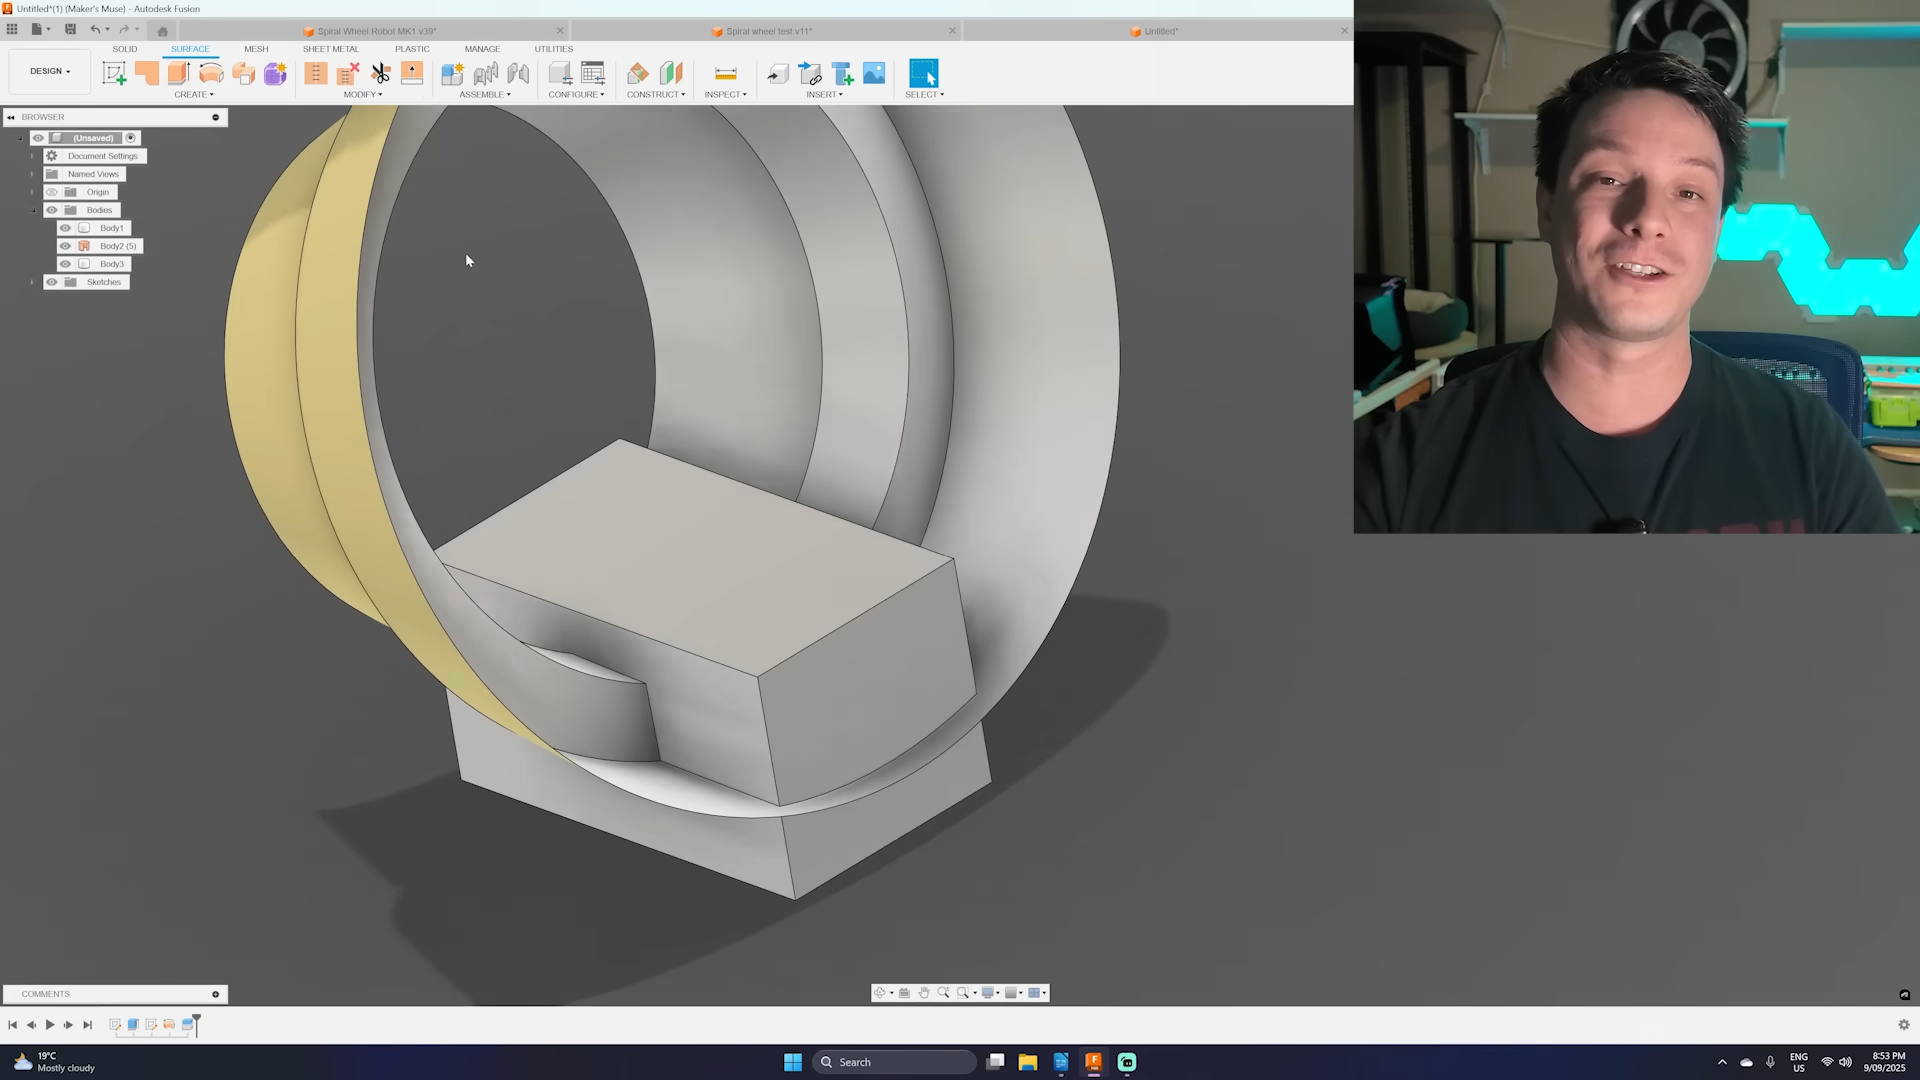 Untitled*(1) (Maker's Muse) - Autodesk Fusion
Spiral Wheel Robot MK1 v39*
Spiral wheel test v11*
Untitled*
DESIGN
SOLID
SURFACE
MESH
SHEET METAL
PLASTIC
MANAGE
UTILITIES
CREATE
MODIFY
ASSEMBLE
CONFIGURE
CONSTRUCT
INSPECT
INSERT
SELECT
BROWSER
(Unsaved)
Document Settings
Named Views
Origin
Bodies
Body1
Body2 (5)
Body3
Sketches
COMMENTS
19°C
Mostly cloudy
Search
ENG
US
8:53 PM
9/09/2025